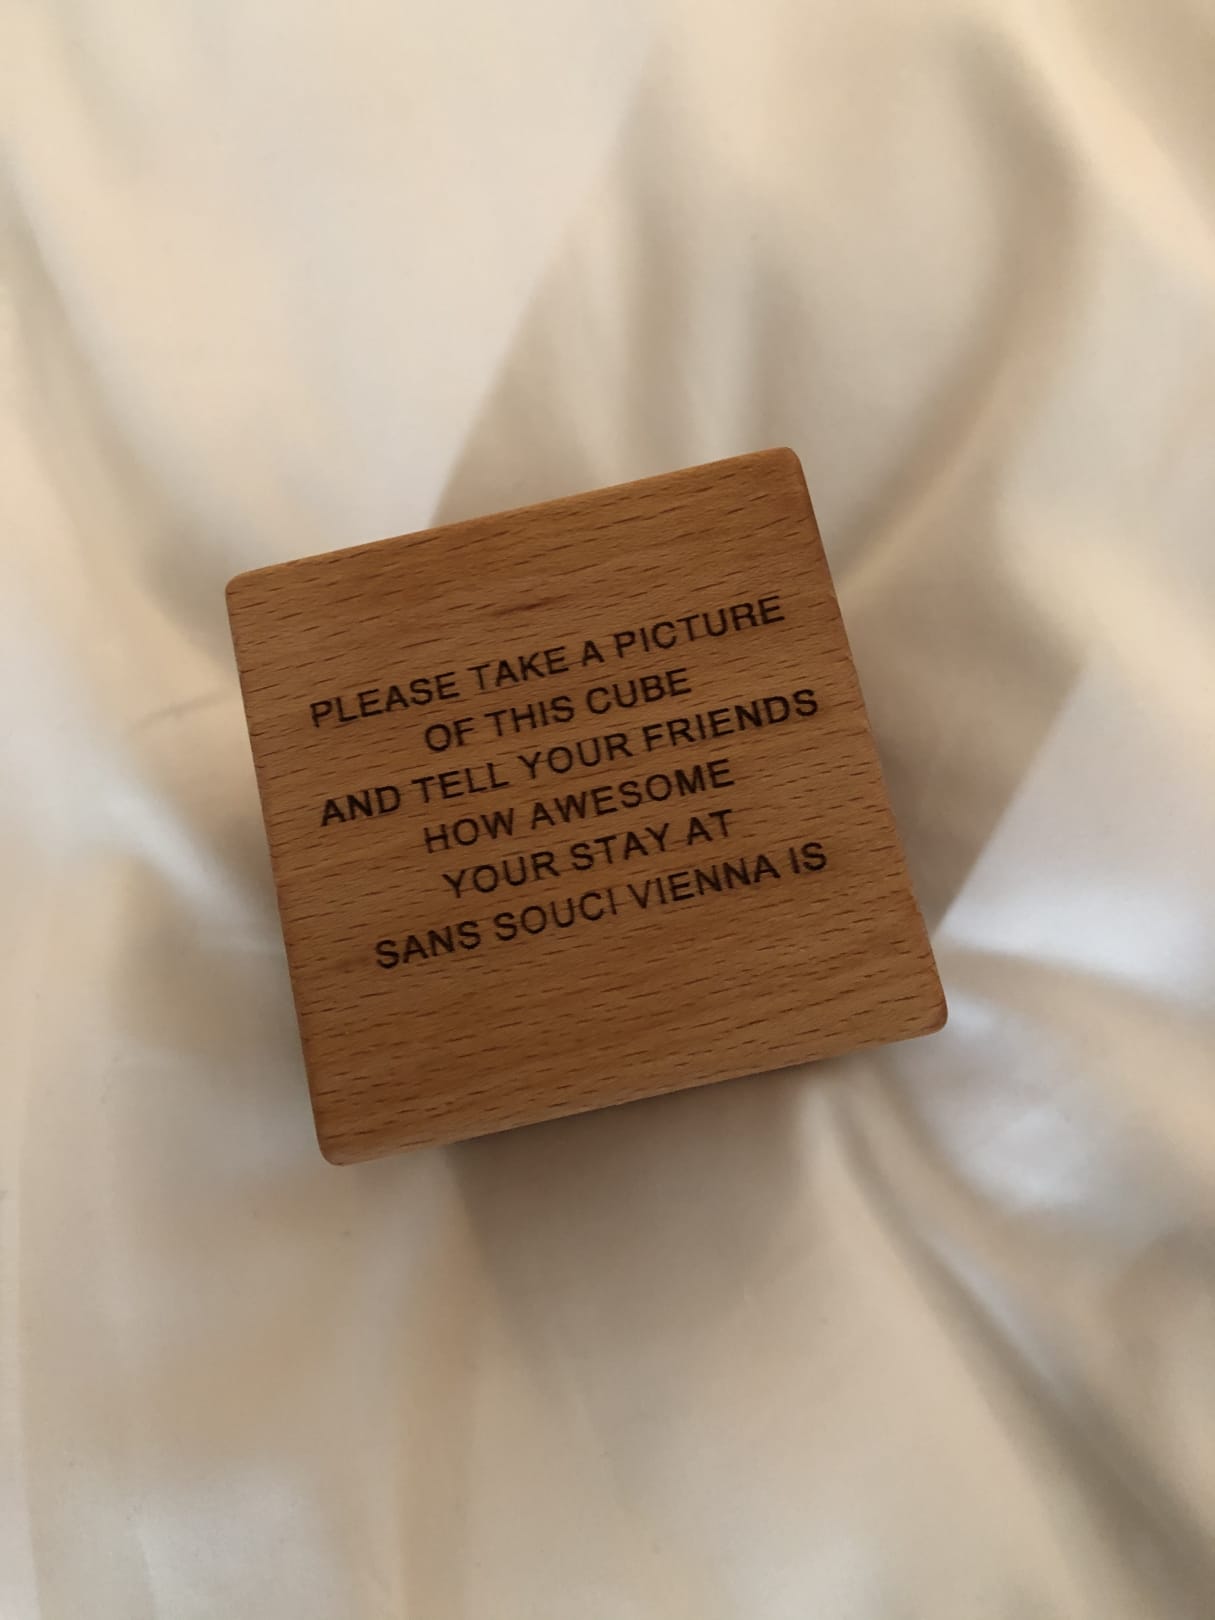 PLEASE TAKE A PICTURE
OF THIS CUBE
AND TELL YOUR FRIENDS
HOW AWESOME
YOUR STAY AT
SANS SOUCI VIENNA IS